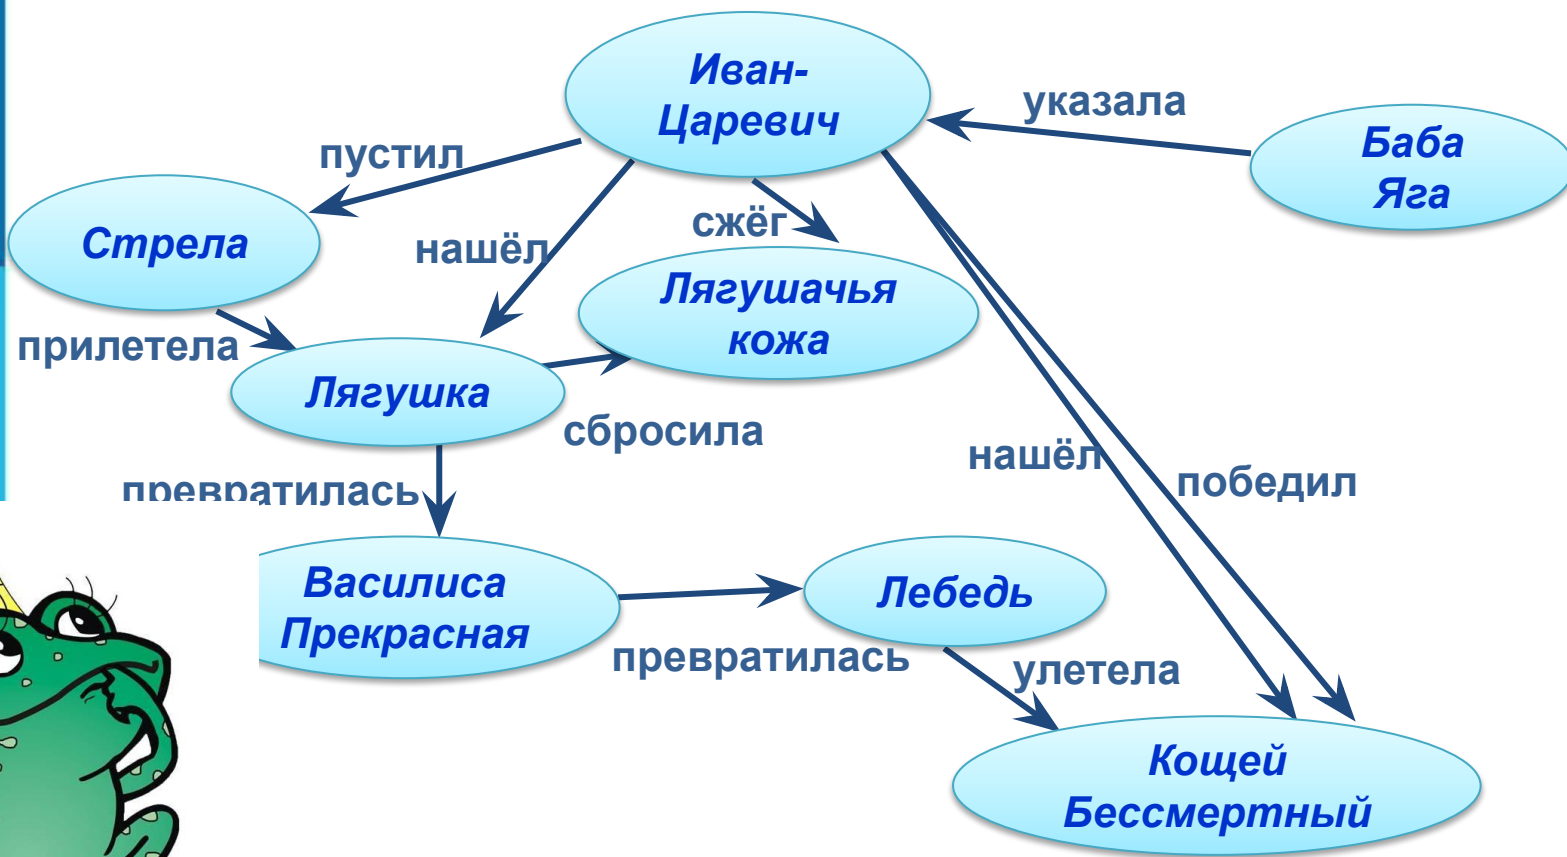 Иван-
Царевич
указала
Баба
Яга
пустил
Стрела
нашёл
сжёг
Лягушачья
кожа
прилетела
Лягушка
сбросила
нашёл
победил
превратилась
Василиса
Прекрасная
Лебедь
превратилась
улетела
Кощей
Бессмертный